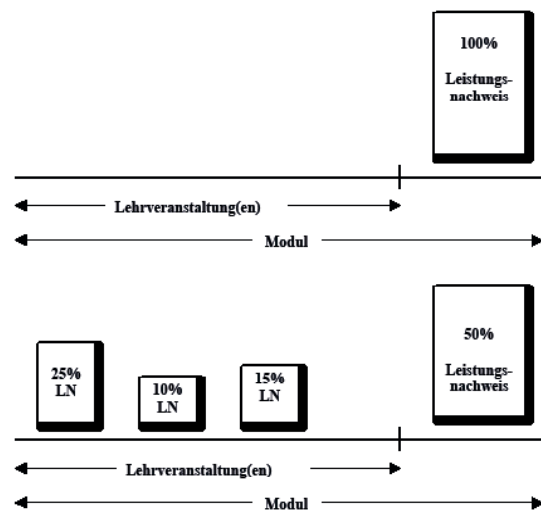 100%
Leistungs-
nachweis
Lehrveranstaltung(en)
Modul
25%
LN
10%
LN
15%
LN
50%
Leistungs-
nachweis
Lehrveranstaltung(en)
Modul